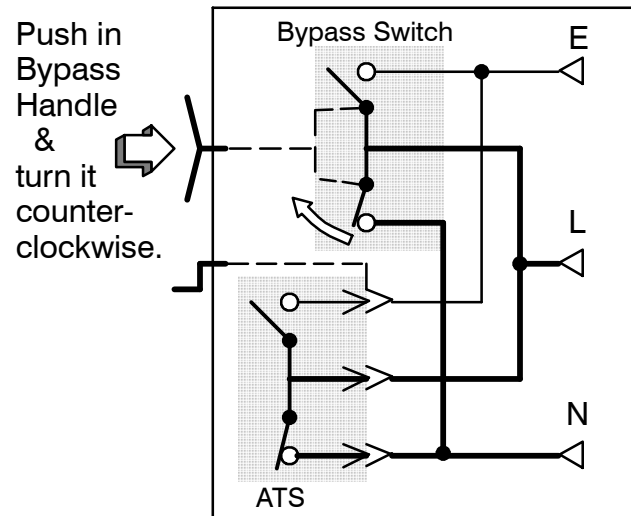 Push in
Bypass
Handle
&
turn it
counter-
clockwise.
Bypass Switch
E
L
N
ATS